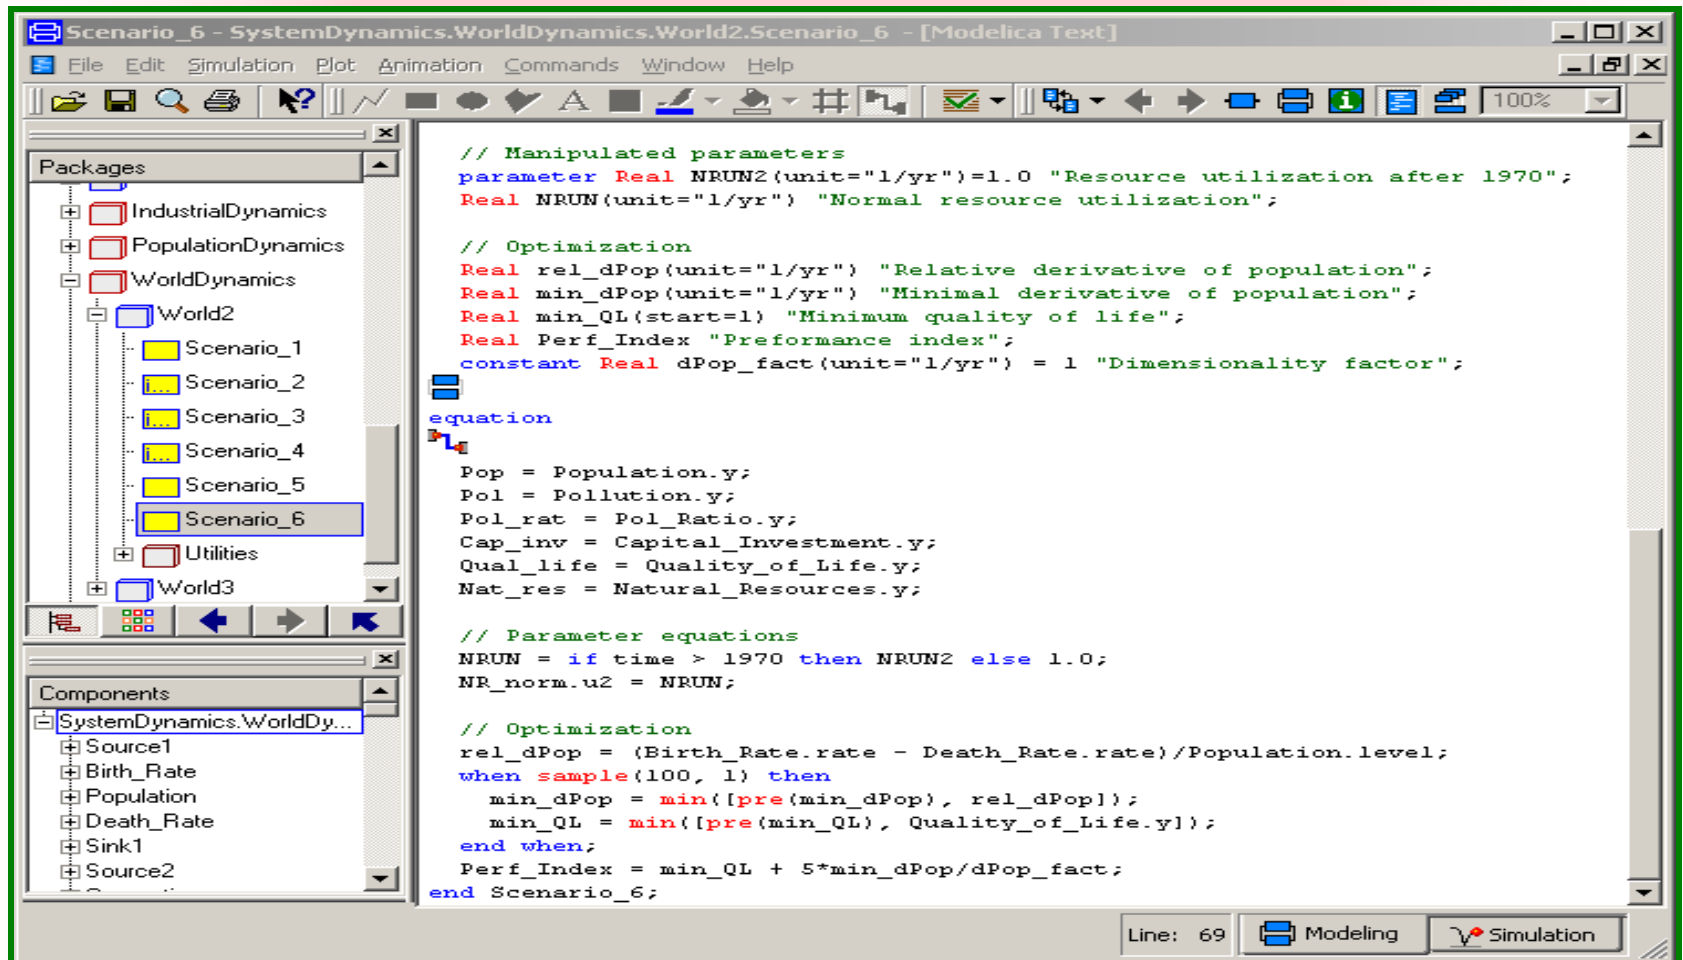 Scenario_6 - SystemDynamics.WorldDynamics.World2.Scenario_6 - [Modelica Text]
File Edit Simulation Plot Animation Commands Window Help
100%
Packages
IndustrialDynamics
PopulationDynamics
WorldDynamics
World2
Scenario_1
i... Scenario_2
i... Scenario_3
i... Scenario_4
Scenario_5
Scenario_6
Utilities
World3
Components
SystemDynamics.WorldDy...
Source1
Birth_Rate
Population
Death_Rate
Sink1
Source2
// Manipulated parameters
parameter Real NRUN2(unit="1/yr")=1.0 "Resource utilization after 1970";
Real NRUN(unit="1/yr") "Normal resource utilization";
// Optimization
Real rel_dPop(unit="1/yr") "Relative derivative of population";
Real min_dPop(unit="1/yr") "Minimal derivative of population";
Real min_QL(start=1) "Minimum quality of life";
Real Perf_Index "Preformance index";
constant Real dPop_fact(unit="1/yr") = 1 "Dimensionality factor";
equation
Pop = Population.y;
Pol = Pollution.y;
Pol_rat = Pol_Ratio.y;
Cap_inv = Capital_Investment.y;
Qual_life = Quality_of_Life.y;
Nat_res = Natural_Resources.y;
// Parameter equations
NRUN = if time > 1970 then NRUN2 else 1.0;
NR_norm.u2 = NRUN;
// Optimization
rel_dPop = (Birth_Rate.rate - Death_Rate.rate)/Population.level;
when sample(100, 1) then
min_dPop = min([pre(min_dPop), rel_dPop]);
min_QL = min([pre(min_QL), Quality_of_Life.y]);
end when;
Perf_Index = min_QL + 5*min_dPop/dPop_fact;
end Scenario_6;
Line: 69 Modeling Simulation